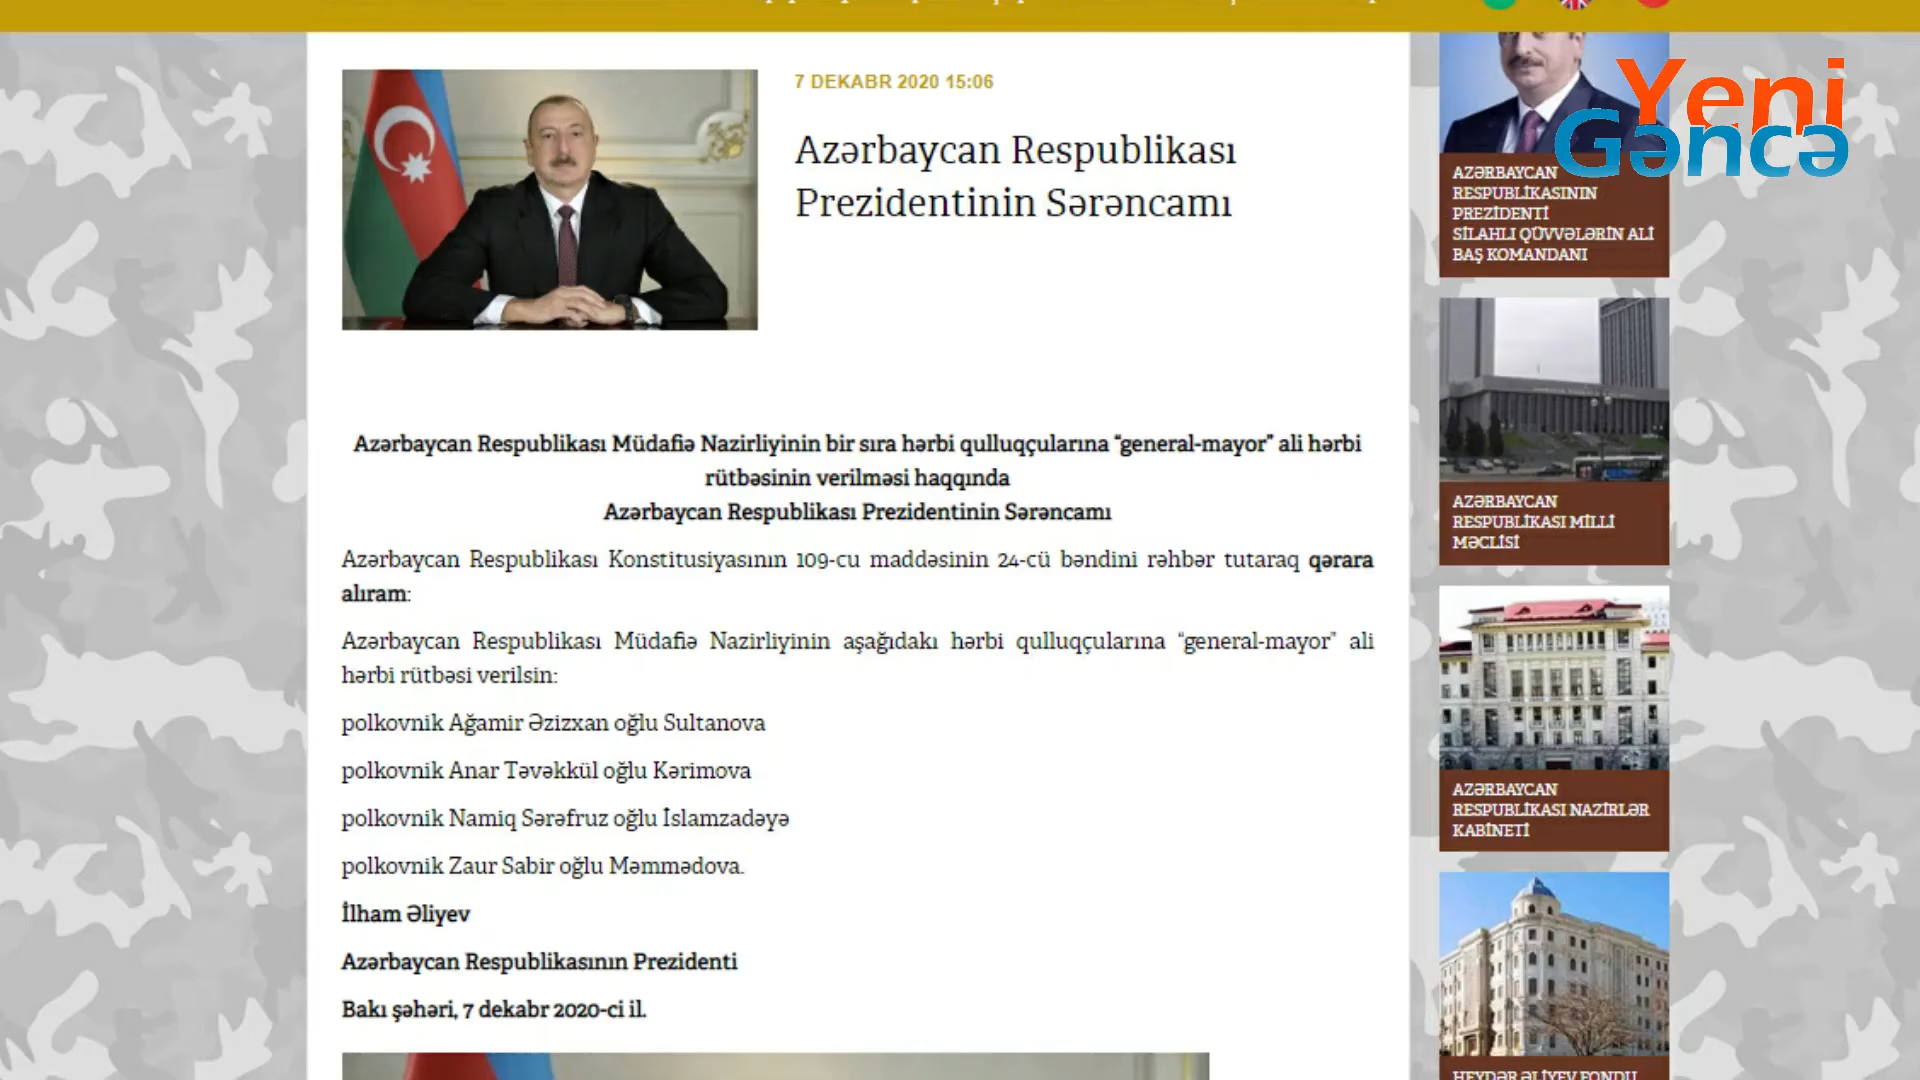 7 DEKABR 2020 15:06
Azərbaycan Respublikası
Prezidentinin Sərəncamı
Azərbaycan Respublikası Müdafiə Nazirliyinin bir sıra hərbi qulluqçularına “general-mayor” ali hərbi
rütbəsinin verilməsi haqqında
Azərbaycan Respublikası Prezidentinin Sərəncamı
Azərbaycan Respublikası Konstitusiyasının 109-cu maddəsinin 24-cü bəndini rəhbər tutaraq qərara
alıram:
Azərbaycan Respublikası Müdafiə Nazirliyinin aşağıdakı hərbi qulluqçularına “general-mayor” ali
hərbi rütbəsi verilsin:
polkovnik Ağamir Əzizxan oğlu Sultanova
polkovnik Anar Təvəkkül oğlu Kərimova
polkovnik Namiq Sərəfruz oğlu İslamzadəyə
polkovnik Zaur Sabir oğlu Məmmədova.
İlham Əliyev
Azərbaycan Respublikasının Prezidenti
Bakı şəhəri, 7 dekabr 2020-ci il.
Yeni
Gəncə
AZƏRBAYCAN
RESPUBLİKASININ
PREZİDENTİ
SİLAHLI QÜVVƏLƏRİN ALİ
BAŞ KOMANDANI
AZƏRBAYCAN
RESPUBLİKASI MİLLİ
MƏCLİSİ
AZƏRBAYCAN
RESPUBLİKASI NAZİRLƏR
KABİNETİ
HEYDƏR ƏLİYEV FONDU